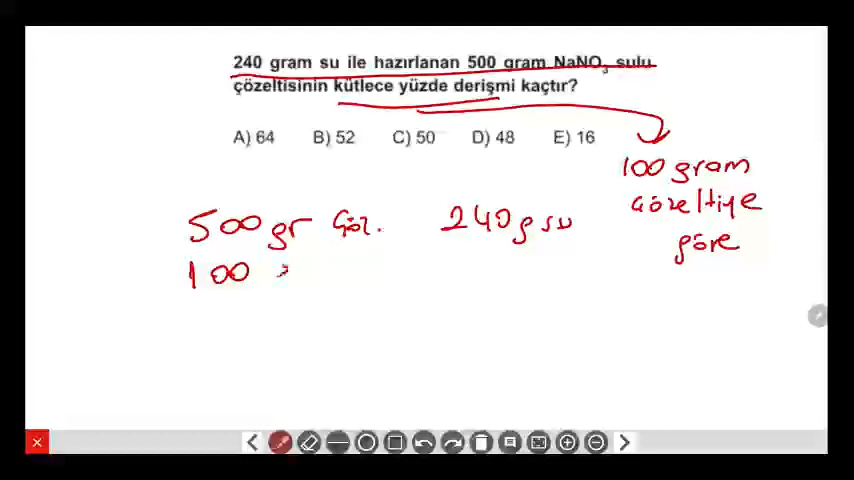 240 gram su ile hazırlanan 500 gram NaNO₃ sulu
çözeltisinin kütlece yüzde derişmi kaçtır?
A) 64 B) 52 C) 50 D) 48 E) 16
100 gram
çözeltiye
göre
500 gr Çöz. 240 g su
100